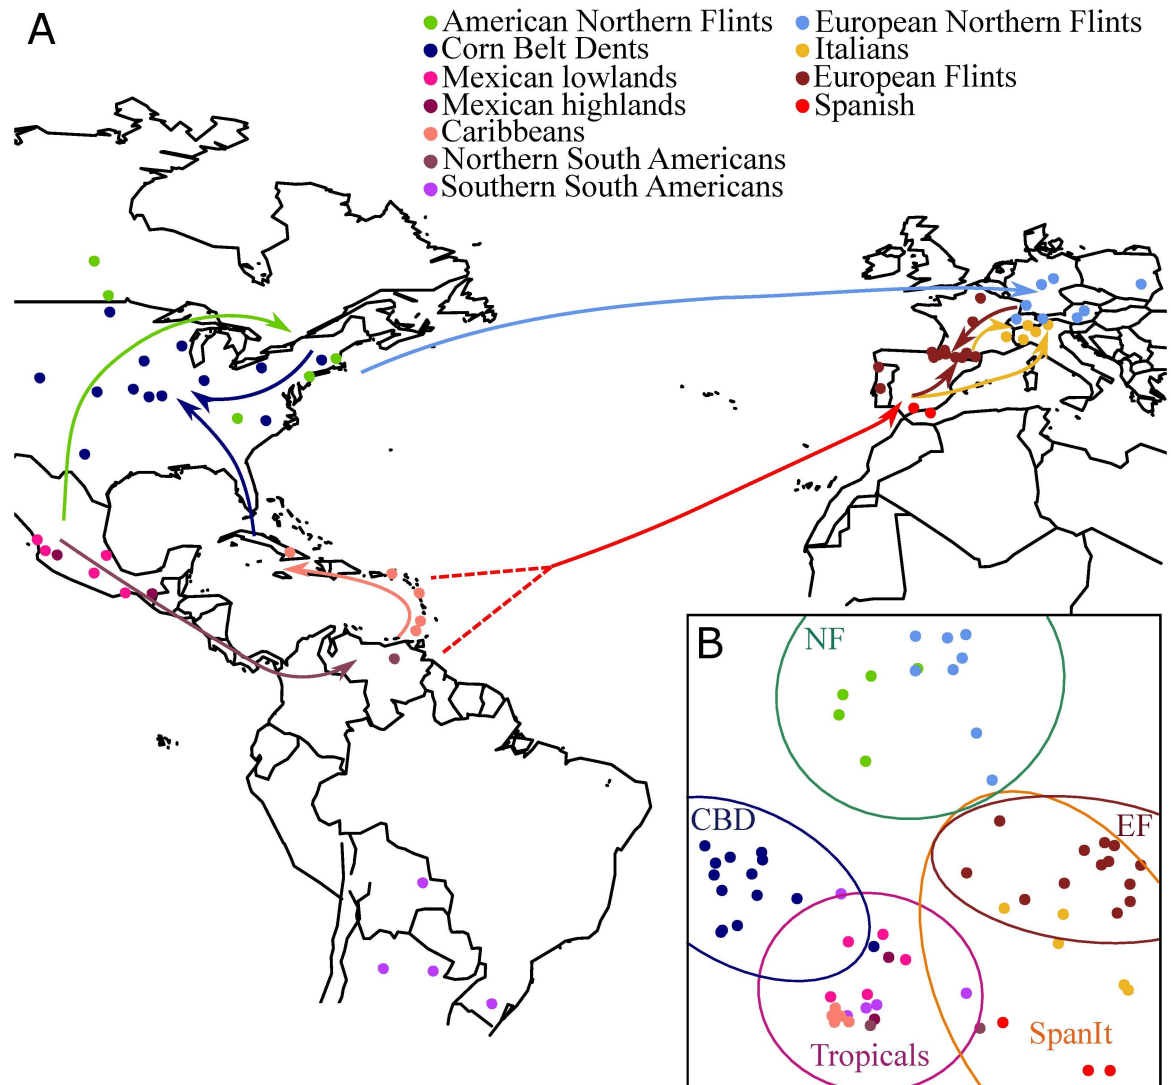 A
American Northern Flints
Corn Belt Dents
Mexican lowlands
Mexican highlands
Caribbeans
Northern South Americans
Southern South Americans
European Northern Flints
Italians
European Flints
Spanish
B
NF
CBD
EF
Tropicals
SpanIt